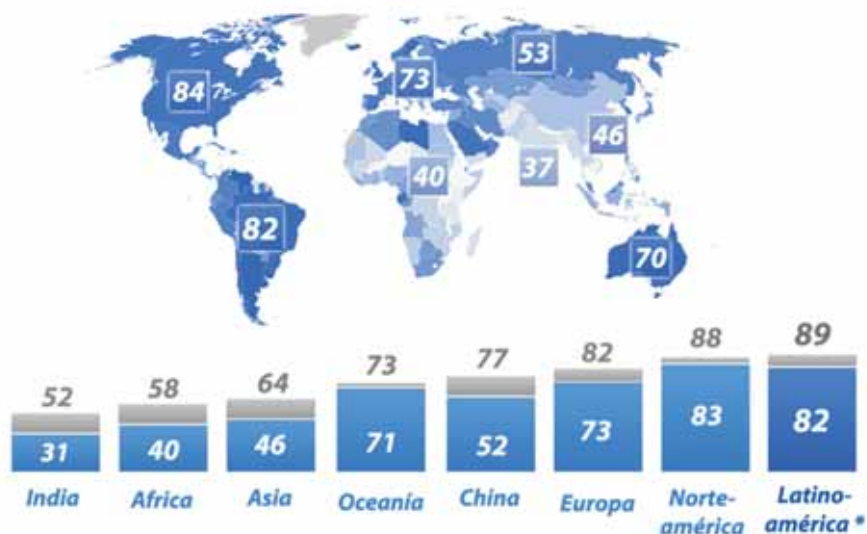 53
84
73
46
40
37
82
70
52 58 64 73 77 82 88 89
31 40 46 71 52 73 83 82
India Africa Asia Oceanía China Europa Norte- Latino-
américa américa *